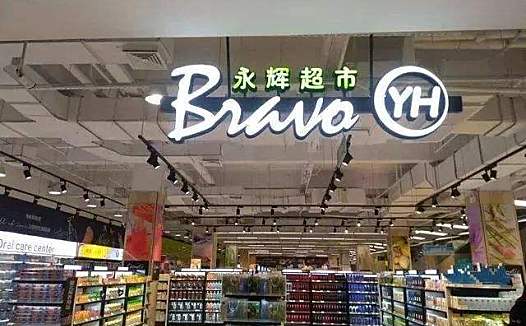 永辉超市
Bravo YH
Oral care center